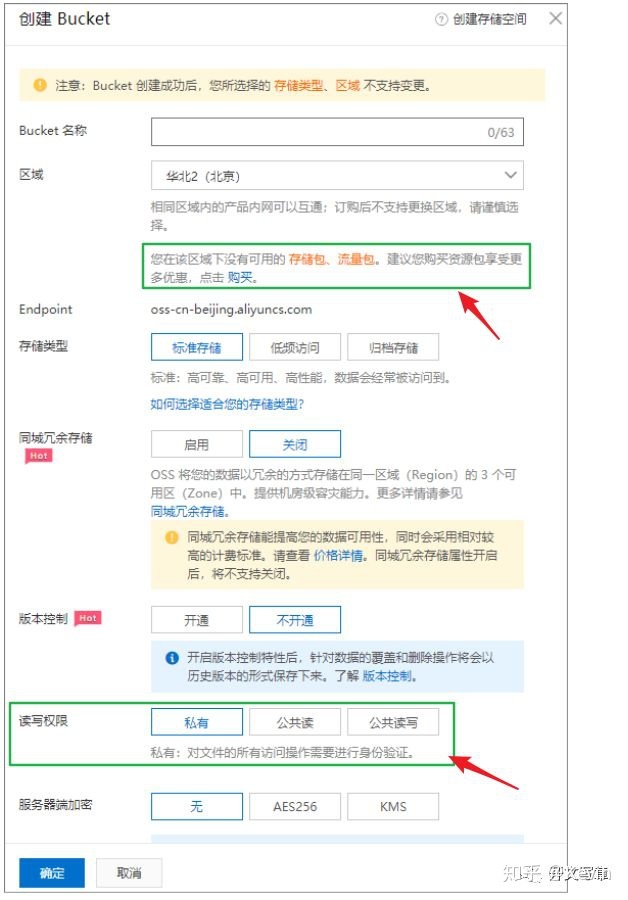 创建 Bucket
创建存储空间
注意：Bucket 创建成功后，您所选择的 存储类型、区域 不支持变更。
Bucket 名称
0/63
区域
华北2（北京）
相同区域内的产品内网可以互通；订购后不支持更换区域，请谨慎选
择。
您在该区域下没有可用的 存储包、流量包。建议您购买资源包享受更
多优惠，点击 购买。
Endpoint
oss-cn-beijing.aliyuncs.com
存储类型
标准存储
低频访问
归档存储
标准：高可靠、高可用、高性能，数据会经常被访问到。
如何选择适合您的存储类型?
同城冗余存储
Hot
启用
关闭
OSS 将您的数据以冗余的方式存储在同一区域（Region）的 3 个可
用区（Zone）中。提供机房级容灾能力。更多详情请参见
同城冗余存储。
同城冗余存储能提高您的数据可用性，同时会采用相对较
高的计费标准。请查看 价格详情。同城冗余存储属性开启
后，将不支持关闭。
版本控制
Hot
开通
不开通
开启版本控制特性后，针对数据的覆盖和删除操作将会以
历史版本的形式保存下来。了解 版本控制。
读写权限
私有
公共读
公共读写
私有：对文件的所有访问操作需要进行身份验证。
服务器端加密
无
AES256
KMS
确定
取消
知乎